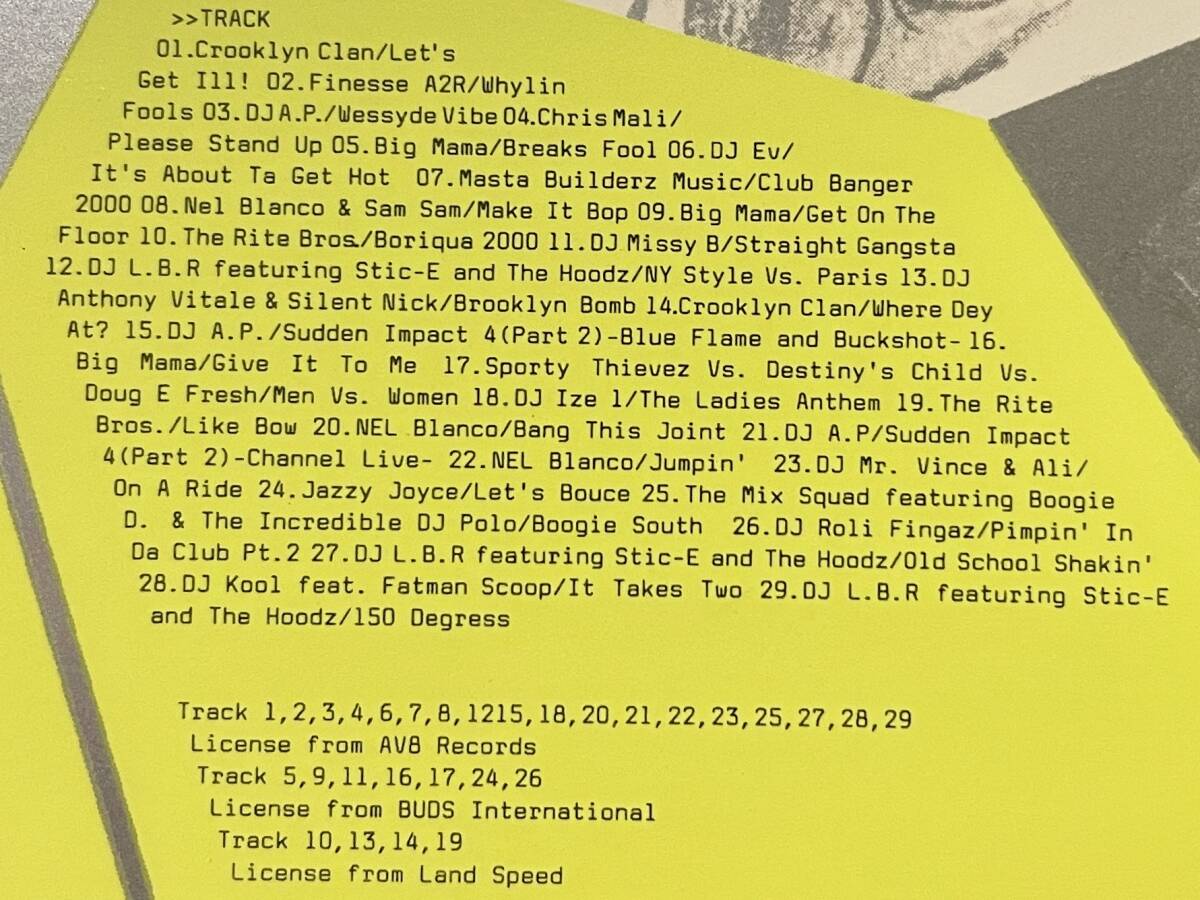 >>TRACK
01.Crooklyn Clan/Let's
Get Ill! 02.Finesse A2R/Whylin
Fools 03.DJ A.P./Wessyde Vibe 04.Chris Mali/
Please Stand Up 05.Big Mama/Breaks Fool 06.DJ Ev/
It's About Ta Get Hot 07.Masta Builderz Music/Club Banger
2000 08.Nel Blanco & Sam Sam/Make It Bop 09.Big Mama/Get On The
Floor 10.The Rite Bros./Boriqua 2000 11.DJ Missy B/Straight Gangsta
12.DJ L.B.R featuring Stic-E and The Hoodz/NY Style Vs. Paris 13.DJ
Anthony Vitale & Silent Nick/Brooklyn Bomb 14.Crooklyn Clan/Where Dey
At? 15.DJ A.P./Sudden Impact 4(Part 2)-Blue Flame and Buckshot- 16.
Big Mama/Give It To Me 17.Sporty Thievez Vs. Destiny's Child Vs.
Doug E Fresh/Men Vs. Women 18.DJ Ize 1/The Ladies Anthem 19.The Rite
Bros./Like Bow 20.NEL Blanco/Bang This Joint 21.DJ A.P/Sudden Impact
4(Part 2)-Channel Live- 22.NEL Blanco/Jumpin' 23.DJ Mr. Vince & Ali/
On A Ride 24.Jazzy Joyce/Let's Bouce 25.The Mix Squad featuring Boogie
D. & The Incredible DJ Polo/Boogie South 26.DJ Roli Fingaz/Pimpin' In
Da Club Pt.2 27.DJ L.B.R featuring Stic-E and The Hoodz/Old School Shakin'
28.DJ Kool feat. Fatman Scoop/It Takes Two 29.DJ L.B.R featuring Stic-E
and The Hoodz/150 Degress
Track 1,2,3,4,6,7,8,1215,18,20,21,22,23,25,27,28,29
License from AV8 Records
Track 5,9,11,16,17,24,26
License from BUDS International
Track 10,13,14,19
License from Land Speed